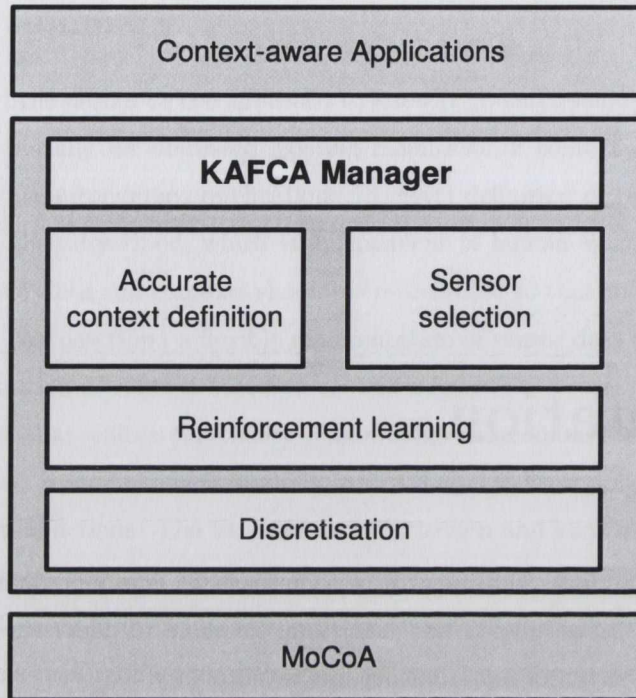 Context-aware Applications
KAFCA Manager
Accurate
context definition
Sensor
selection
Reinforcement learning
Discretisation
MoCoA